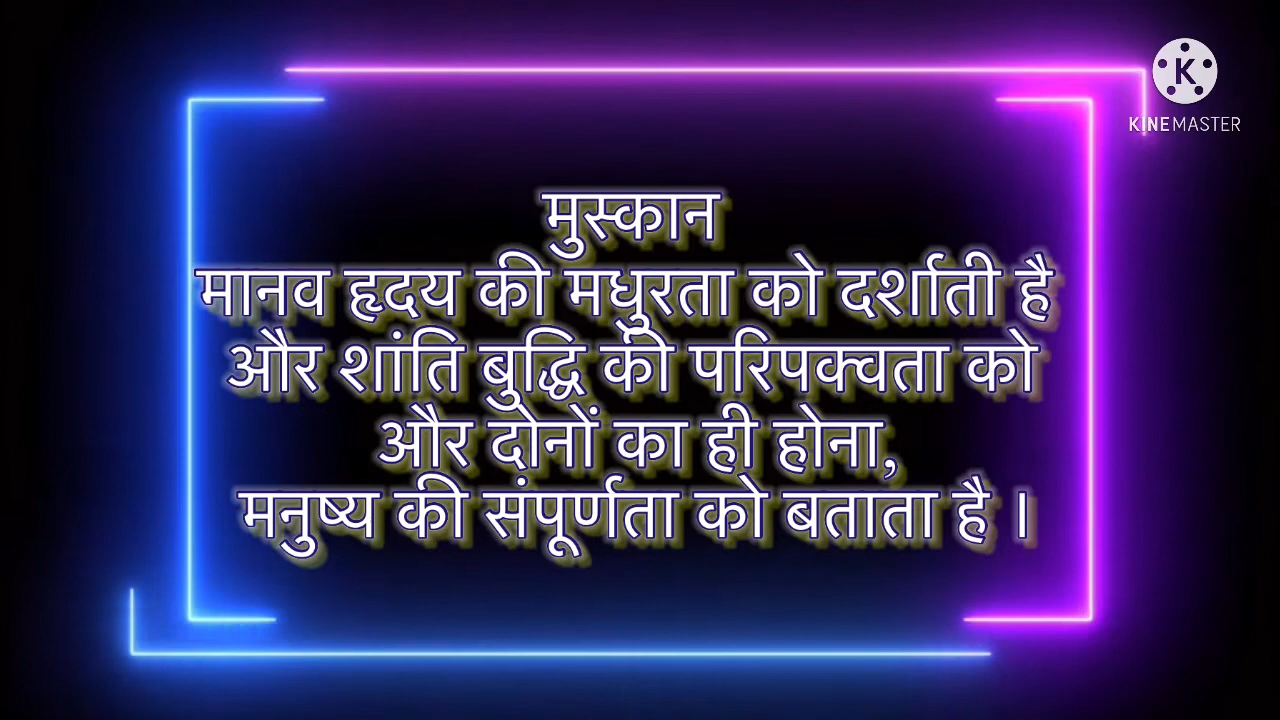 K
KINEMASTER
मुस्कान
मानव हृदय की मधुरता को दर्शाती है
और शांति बुद्धि की परिपक्वता को
और दोनों का ही होना,
मनुष्य की संपूर्णता को बताता है ।